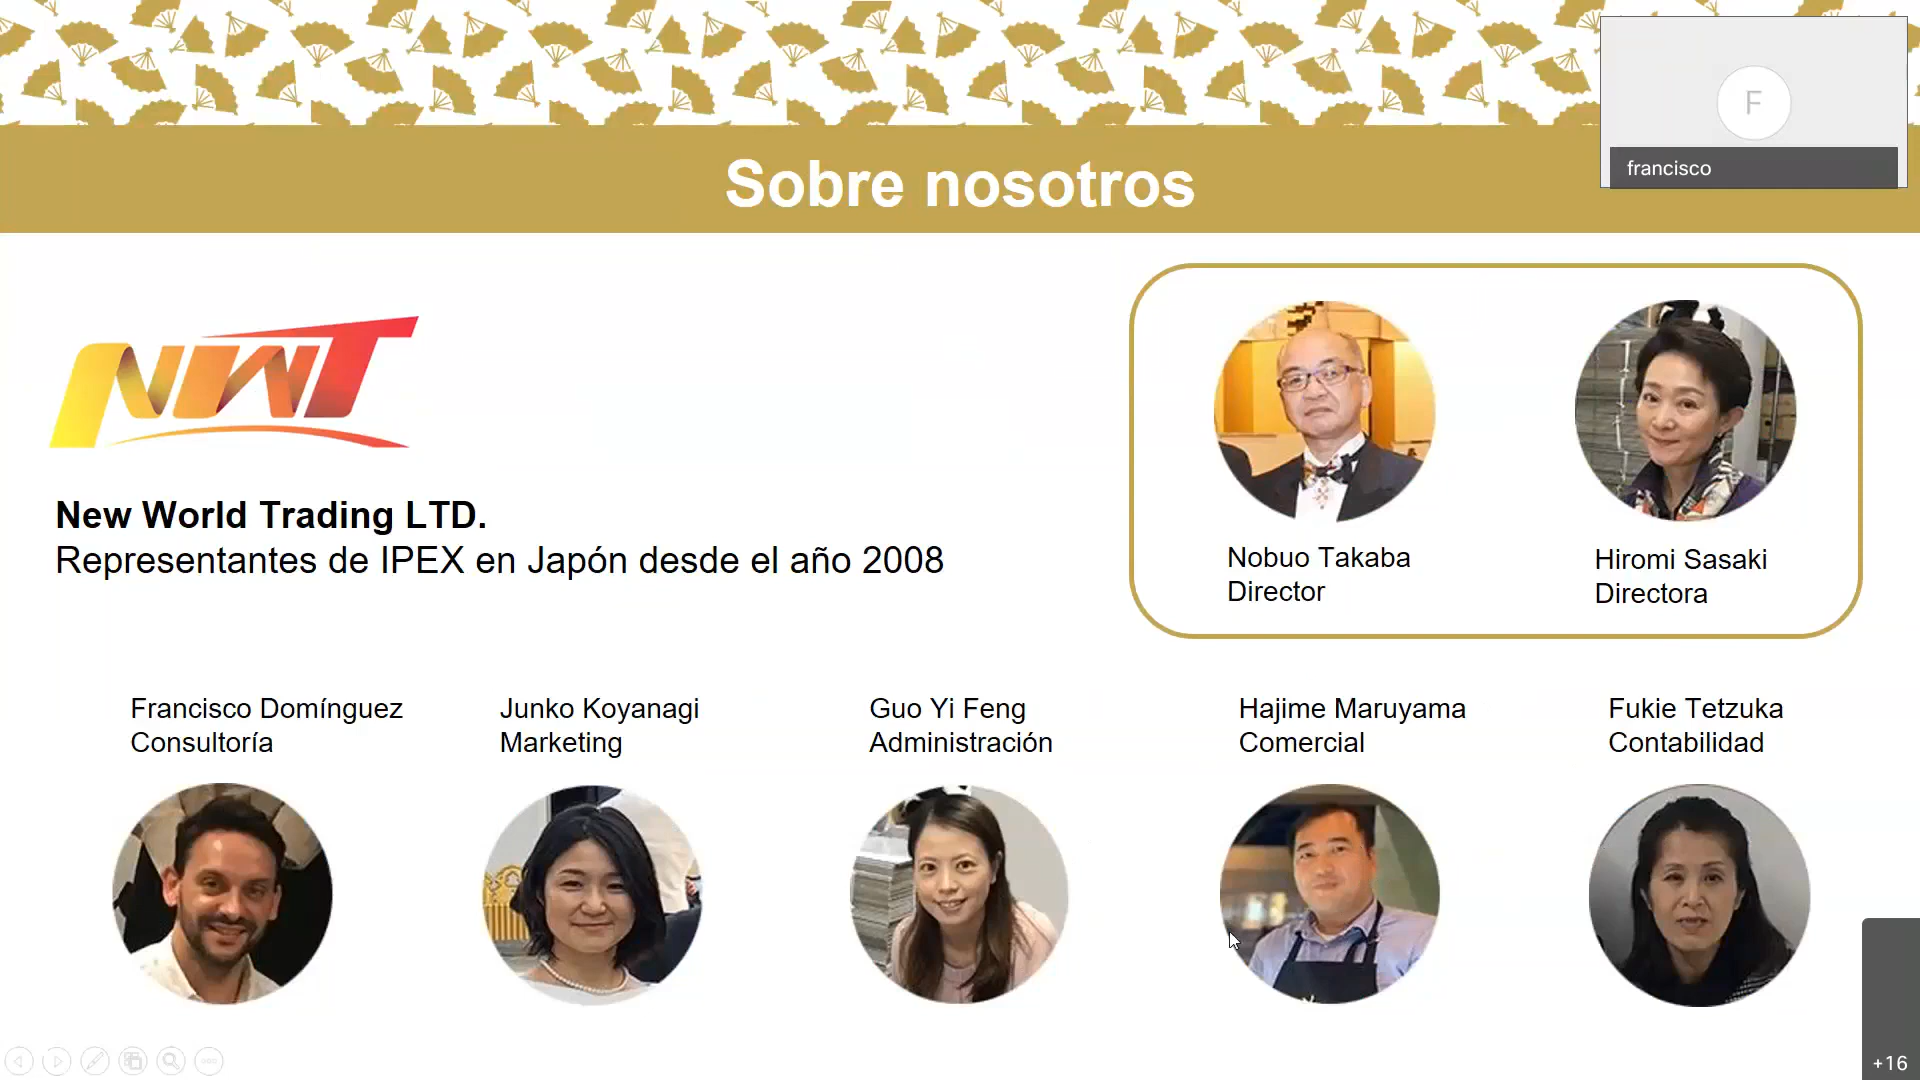 F
francisco
Sobre nosotros
NWT
New World Trading LTD.
Representantes de IPEX en Japón desde el año 2008
Nobuo Takaba
Director
Hiromi Sasaki
Directora
Francisco Domínguez
Consultoría
Junko Koyanagi
Marketing
Guo Yi Feng
Administración
Hajime Maruyama
Comercial
Fukie Tetzuka
Contabilidad
+16